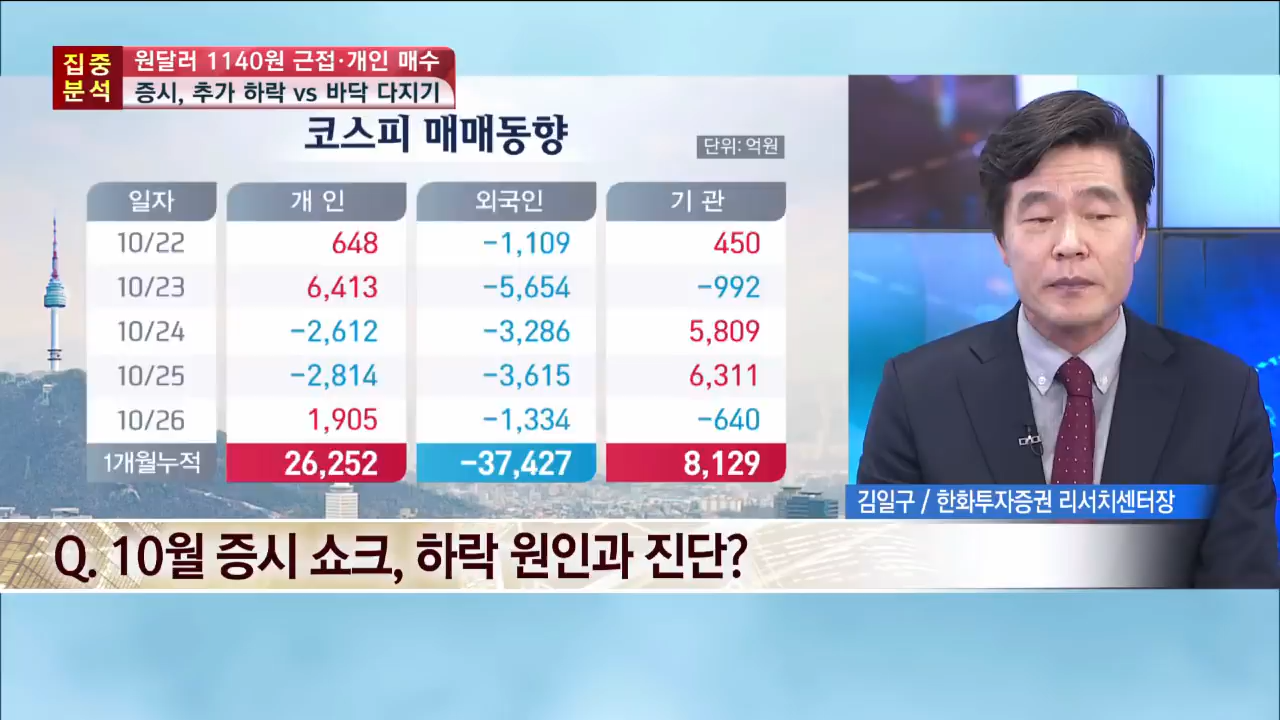 집중
분석
원달러 1140원 근접·개인 매수
증시, 추가 하락 vs 바닥 다지기
코스피 매매동향
단위: 억원
일자 개인 외국인 기관
10/22 648 -1,109 450
10/23 6,413 -5,654 -992
10/24 -2,612 -3,286 5,809
10/25 -2,814 -3,615 6,311
10/26 1,905 -1,334 -640
1개월누적 26,252 -37,427 8,129
김일구 / 한화투자증권 리서치센터장
Q. 10월 증시 쇼크, 하락 원인과 진단?